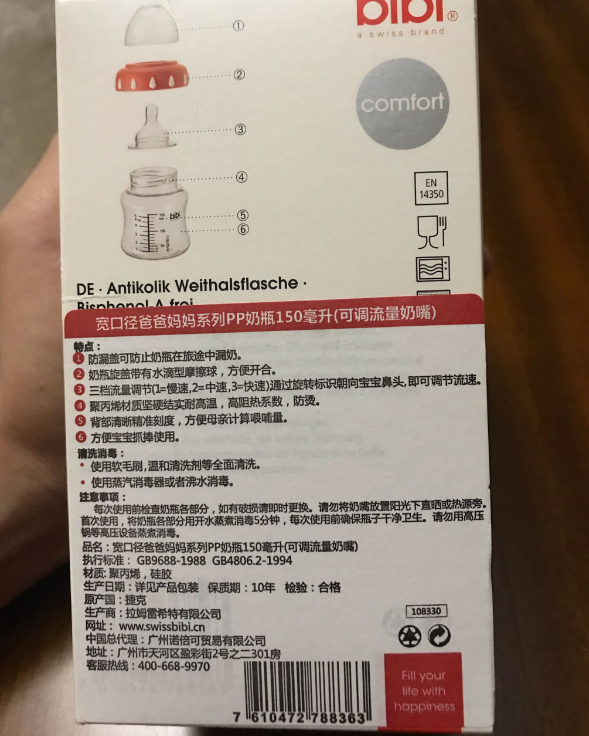 bibi®
a swiss brand
①
②
comfort
③
④
EN
14350
⑤
⑥
bibi
DE · Antikolik Weithalsflasche ·
Bisphenol A frei
宽口径爸爸妈妈系列PP奶瓶150毫升(可调流量奶嘴)
特点：
1 防漏盖可防止奶瓶在旅途中漏奶。
2 奶瓶旋盖带有水滴型摩擦球，方便开合。
3 三档流量调节(1=慢速,2=中速,3=快速)通过旋转标识朝向宝宝鼻头,即可调节流速。
4 聚丙烯材质坚硬结实耐高温，高阻热系数，防烫。
5 背部清晰精准刻度，方便母亲计算喂哺量。
6 方便宝宝抓捧使用。
清洗消毒：
• 使用软毛刷,温和清洗剂等全面清洗。
• 使用蒸汽消毒器或者沸水消毒。
注意事项：
每次使用前检查奶瓶各部分，如有破损请即时更换。请勿将奶嘴放置阳光下直晒或热源旁。
首次使用，将奶瓶各部分用开水蒸煮消毒5分钟，每次使用前确保瓶子干净卫生。请勿用高压
锅等高压设备蒸煮消毒。
品名：宽口径爸爸妈妈系列PP奶瓶150毫升(可调流量奶嘴)
执行标准： GB9688-1988 GB4806.2-1994
材质: 聚丙烯，硅胶
生产日期：详见产品包装 保质期：10年 检验：合格
原产国：捷克
生产商：拉姆雷希特有限公司
网址： www.swissbibi.cn
中国总代理：广州诺倍可贸易有限公司
地址：广州市天河区盈彩街2号之二301房
客服热线：400-668-9970
108330
Fill your
life with
happiness
7 610472 788363